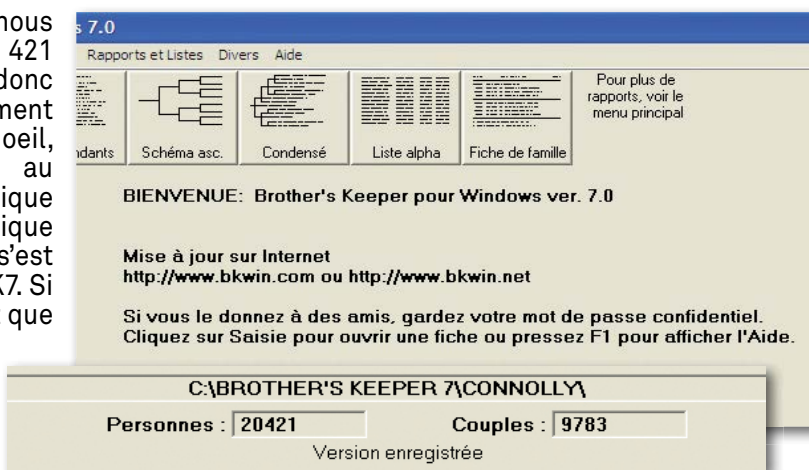 nous
421
donc
ment
oeil,
au
ique
ique
s'est
K7. Si
que
s 7.0
Rapports et Listes Divers Aide
ndants
Schéma asc.
Condensé
Liste alpha
Fiche de famille
Pour plus de
rapports, voir le
menu principal
BIENVENUE: Brother's Keeper pour Windows ver. 7.0
Mise à jour sur Internet
http://www.bkwin.com ou http://www.bkwin.net
Si vous le donnez à des amis, gardez votre mot de passe confidentiel.
Cliquez sur Saisie pour ouvrir une fiche ou pressez F1 pour afficher l'Aide.
C:\BROTHER'S KEEPER 7\CONNOLLY\
Personnes : 20421 Couples : 9783
Version enregistrée